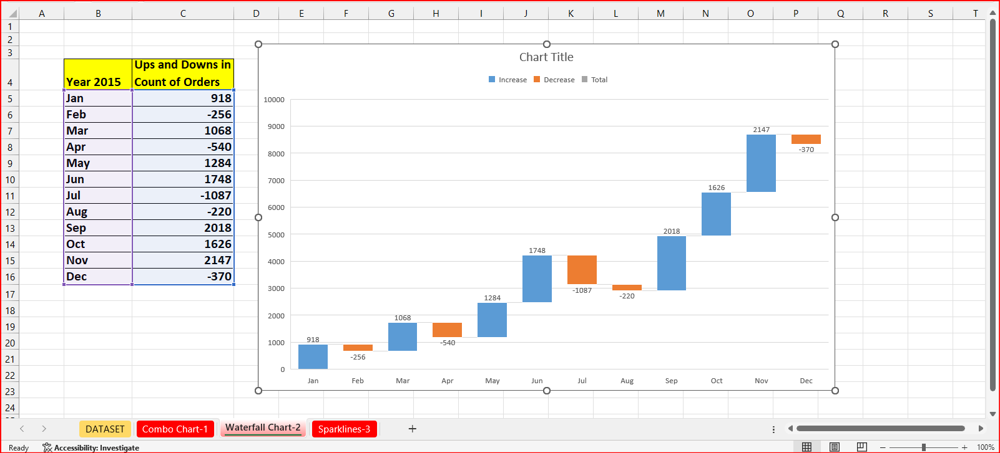 A B C D E F G H I J K L M N O P Q R S T
1
2
3
4 Year 2015 Ups and Downs in
Count of Orders
5 Jan 918
6 Feb -256
7 Mar 1068
8 Apr -540
9 May 1284
10 Jun 1748
11 Jul -1087
12 Aug -220
13 Sep 2018
14 Oct 1626
15 Nov 2147
16 Dec -370
17
18
19
20
21
22
23
24
Chart Title
Increase Decrease Total
10000
9000
8000
7000
6000
5000
4000
3000
2000
1000
0
918 -256 1068 -540 1284 1748 -1087 -220 2018 1626 2147 -370
Jan Feb Mar Apr May Jun Jul Aug Sep Oct Nov Dec
DATASET Combo Chart-1 Waterfall Chart-2 Sparklines-3
Ready Accessibility: Investigate 100%